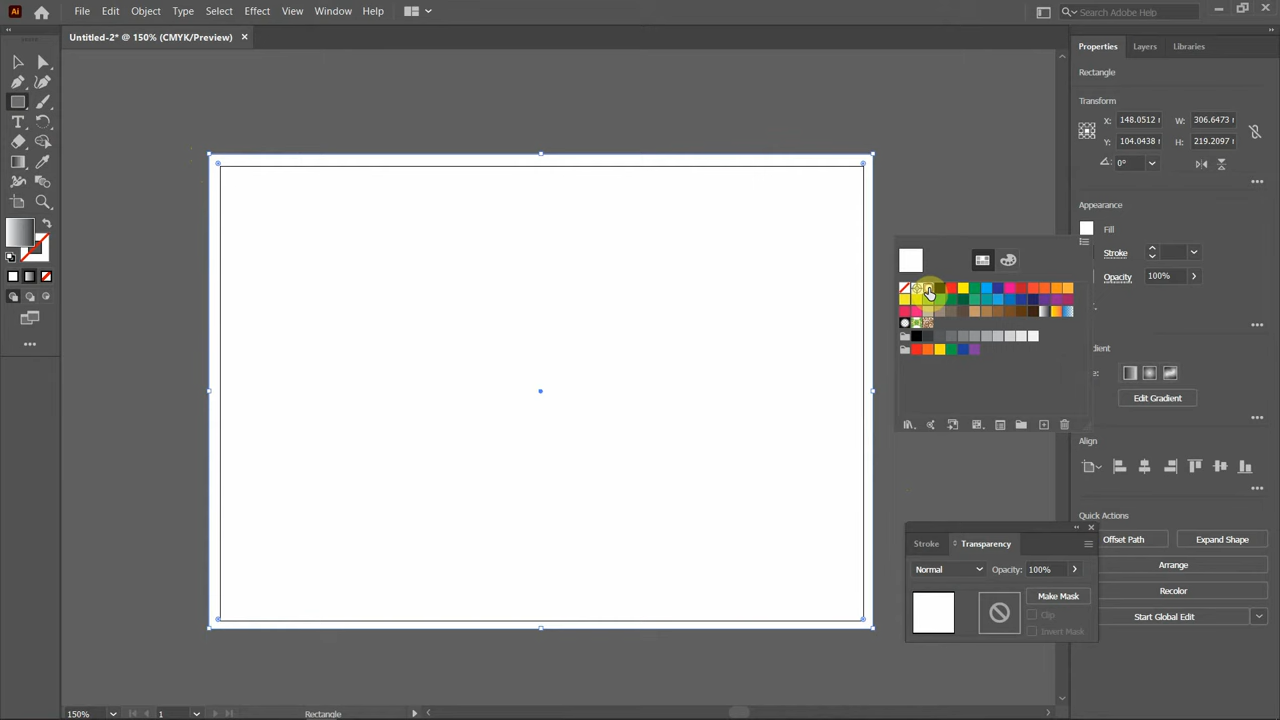 Ai File Edit Object Type Select Effect View Window Help Search Adobe Help
Untitled-2* @ 150% (CMYK/Preview)
Properties Layers Libraries
Rectangle
Transform
X: 148.0512 W: 306.6473
Y: 104.0438 H: 219.2097
0°
Appearance
Fill
Stroke
Opacity 100%
Edit Gradient
Align
Quick Actions
Offset Path Expand Shape
Arrange
Recolor
Start Global Edit
Stroke Transparency
Normal Opacity: 100%
Make Mask
Clip
Invert Mask
150% 1 Rectangle